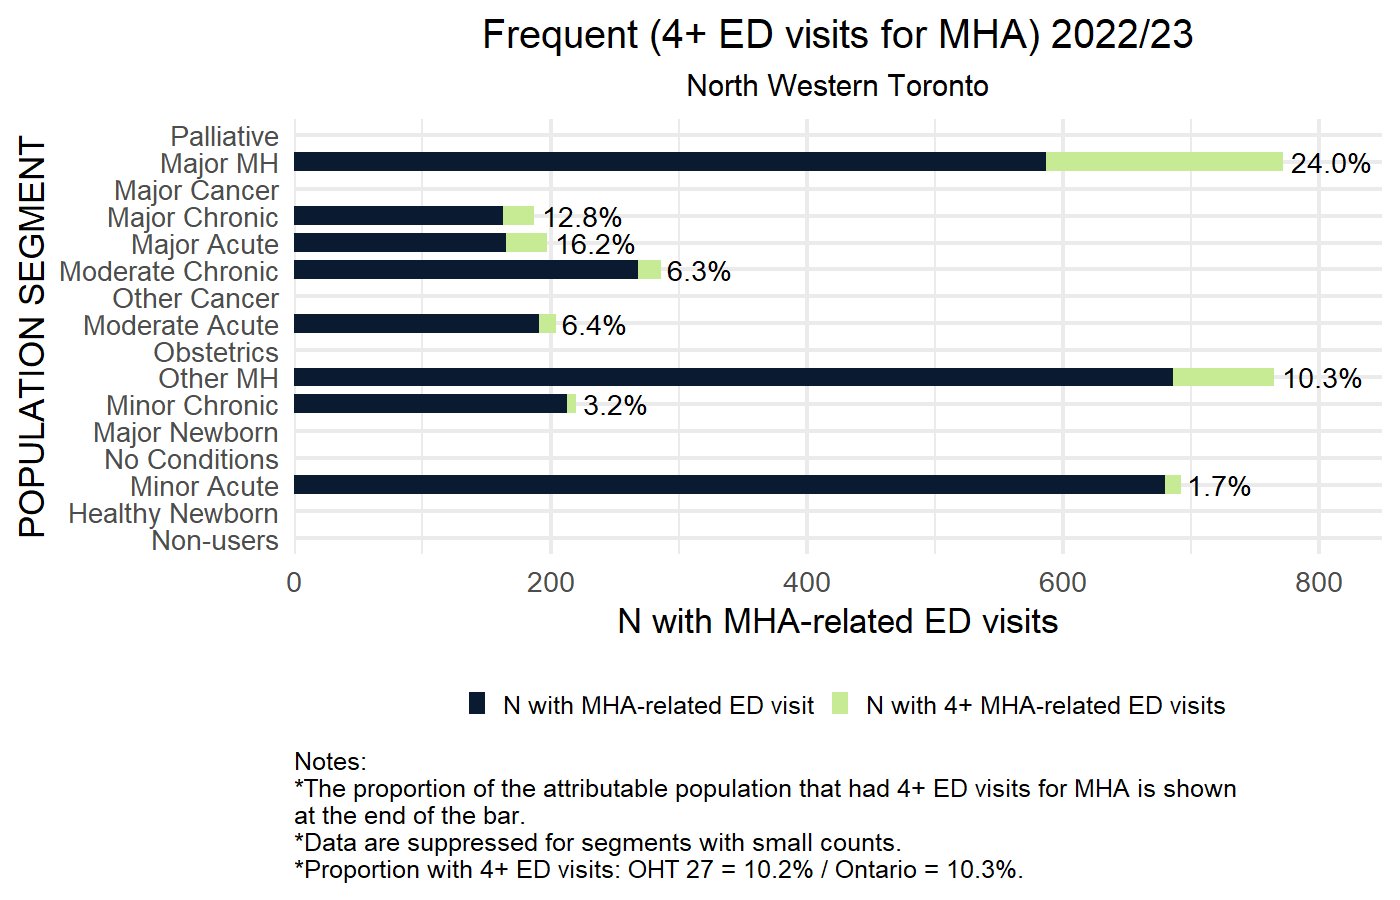 Frequent (4+ ED visits for MHA) 2022/23
North Western Toronto
POPULATION SEGMENT
Palliative
Major MH 24.0%
Major Cancer
Major Chronic 12.8%
Major Acute 16.2%
Moderate Chronic 6.3%
Other Cancer
Moderate Acute 6.4%
Obstetrics
Other MH 10.3%
Minor Chronic 3.2%
Major Newborn
No Conditions
Minor Acute 1.7%
Healthy Newborn
Non-users
0 200 400 600 800
N with MHA-related ED visits
N with MHA-related ED visit N with 4+ MHA-related ED visits
Notes:
*The proportion of the attributable population that had 4+ ED visits for MHA is shown
at the end of the bar.
*Data are suppressed for segments with small counts.
*Proportion with 4+ ED visits: OHT 27 = 10.2% / Ontario = 10.3%.